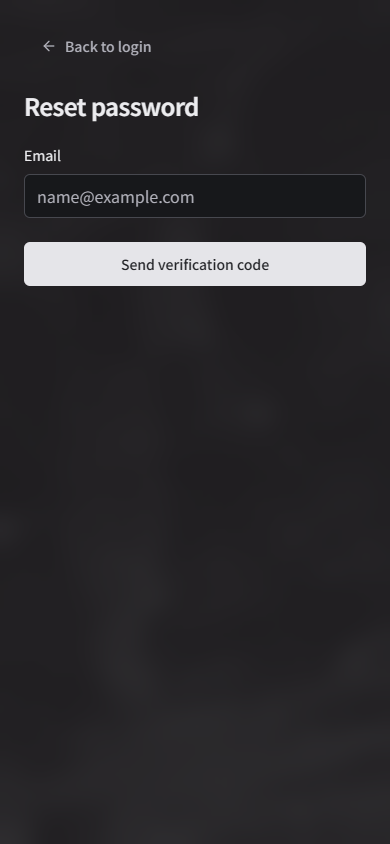 Back to login
Reset password
Email
name@example.com
Send verification code